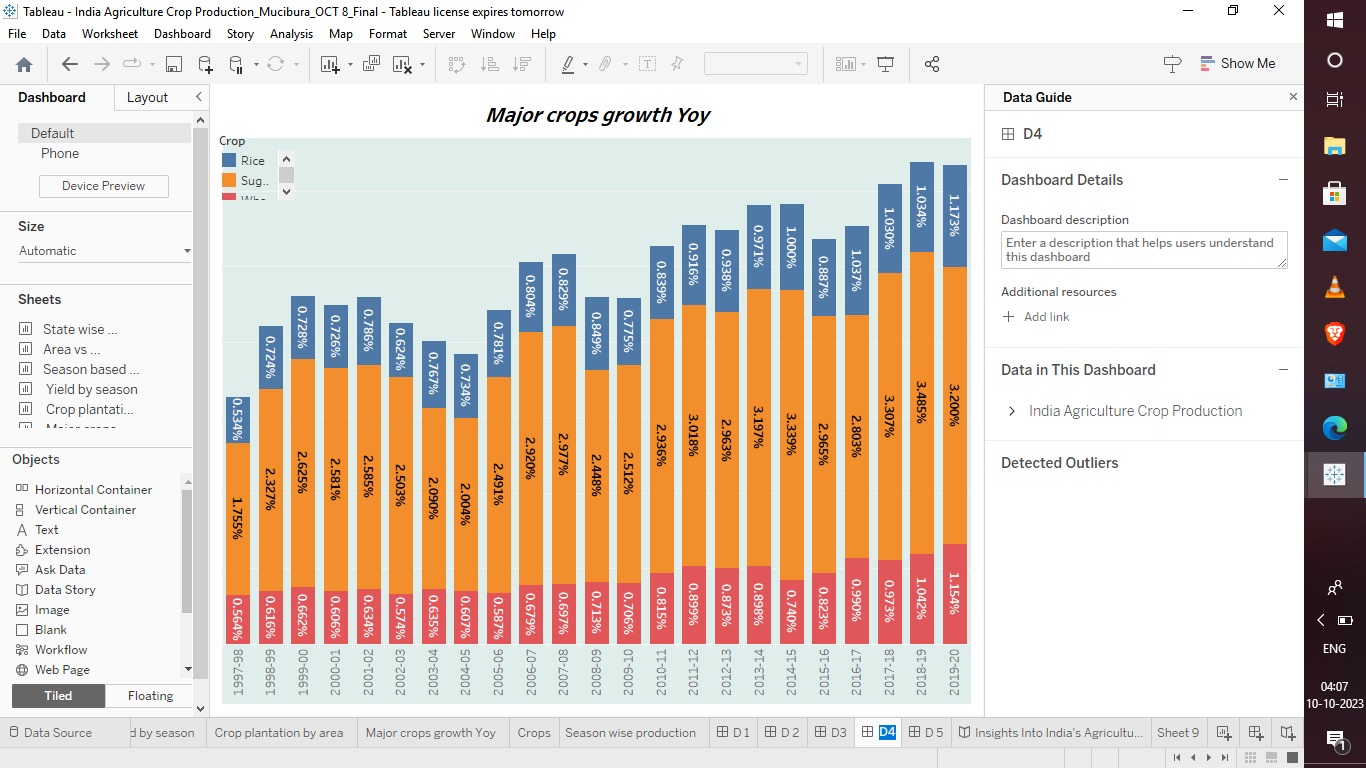 Tableau - India Agriculture Crop Production_Mucibura_OCT 8_Final - Tableau license expires tomorrow
File Data Worksheet Dashboard Story Analysis Map Format Server Window Help
Show Me
Dashboard Layout
Default
Phone
Device Preview
Size
Automatic
Sheets
State wise ...
Area vs ...
Season based ...
Yield by season
Crop plantati...
Objects
Horizontal Container
Vertical Container
Text
Extension
Ask Data
Data Story
Image
Blank
Workflow
Web Page
Tiled Floating
Major crops growth Yoy
Crop
Rice
Sug..
0.534% 0.724% 0.728% 0.726% 0.786% 0.624% 0.767% 0.734% 0.781% 0.804% 0.829% 0.849% 0.775% 0.839% 0.916% 0.938% 0.971% 1.000% 0.887% 1.037% 1.030% 1.034% 1.173%
1.755% 2.327% 2.625% 2.581% 2.585% 2.503% 2.090% 2.004% 2.491% 2.920% 2.977% 2.448% 2.512% 2.936% 3.018% 2.963% 3.197% 3.339% 2.965% 2.803% 3.307% 3.485% 3.200%
0.564% 0.616% 0.662% 0.606% 0.634% 0.574% 0.635% 0.607% 0.587% 0.679% 0.697% 0.713% 0.706% 0.815% 0.899% 0.873% 0.898% 0.740% 0.823% 0.990% 0.973% 1.042% 1.154%
1997-98 1998-99 1999-00 2000-01 2001-02 2002-03 2003-04 2004-05 2005-06 2006-07 2007-08 2008-09 2009-10 2010-11 2011-12 2012-13 2013-14 2014-15 2015-16 2016-17 2017-18 2018-19 2019-20
Data Guide
D4
Dashboard Details
Dashboard description
Enter a description that helps users understand
this dashboard
Additional resources
Add link
Data in This Dashboard
India Agriculture Crop Production
Detected Outliers
Data Source d by season Crop plantation by area Major crops growth Yoy Crops Season wise production D 1 D 2 D3 D4 D 5 Insights Into India's Agricultu... Sheet 9
ENG
04:07
10-10-2023
1